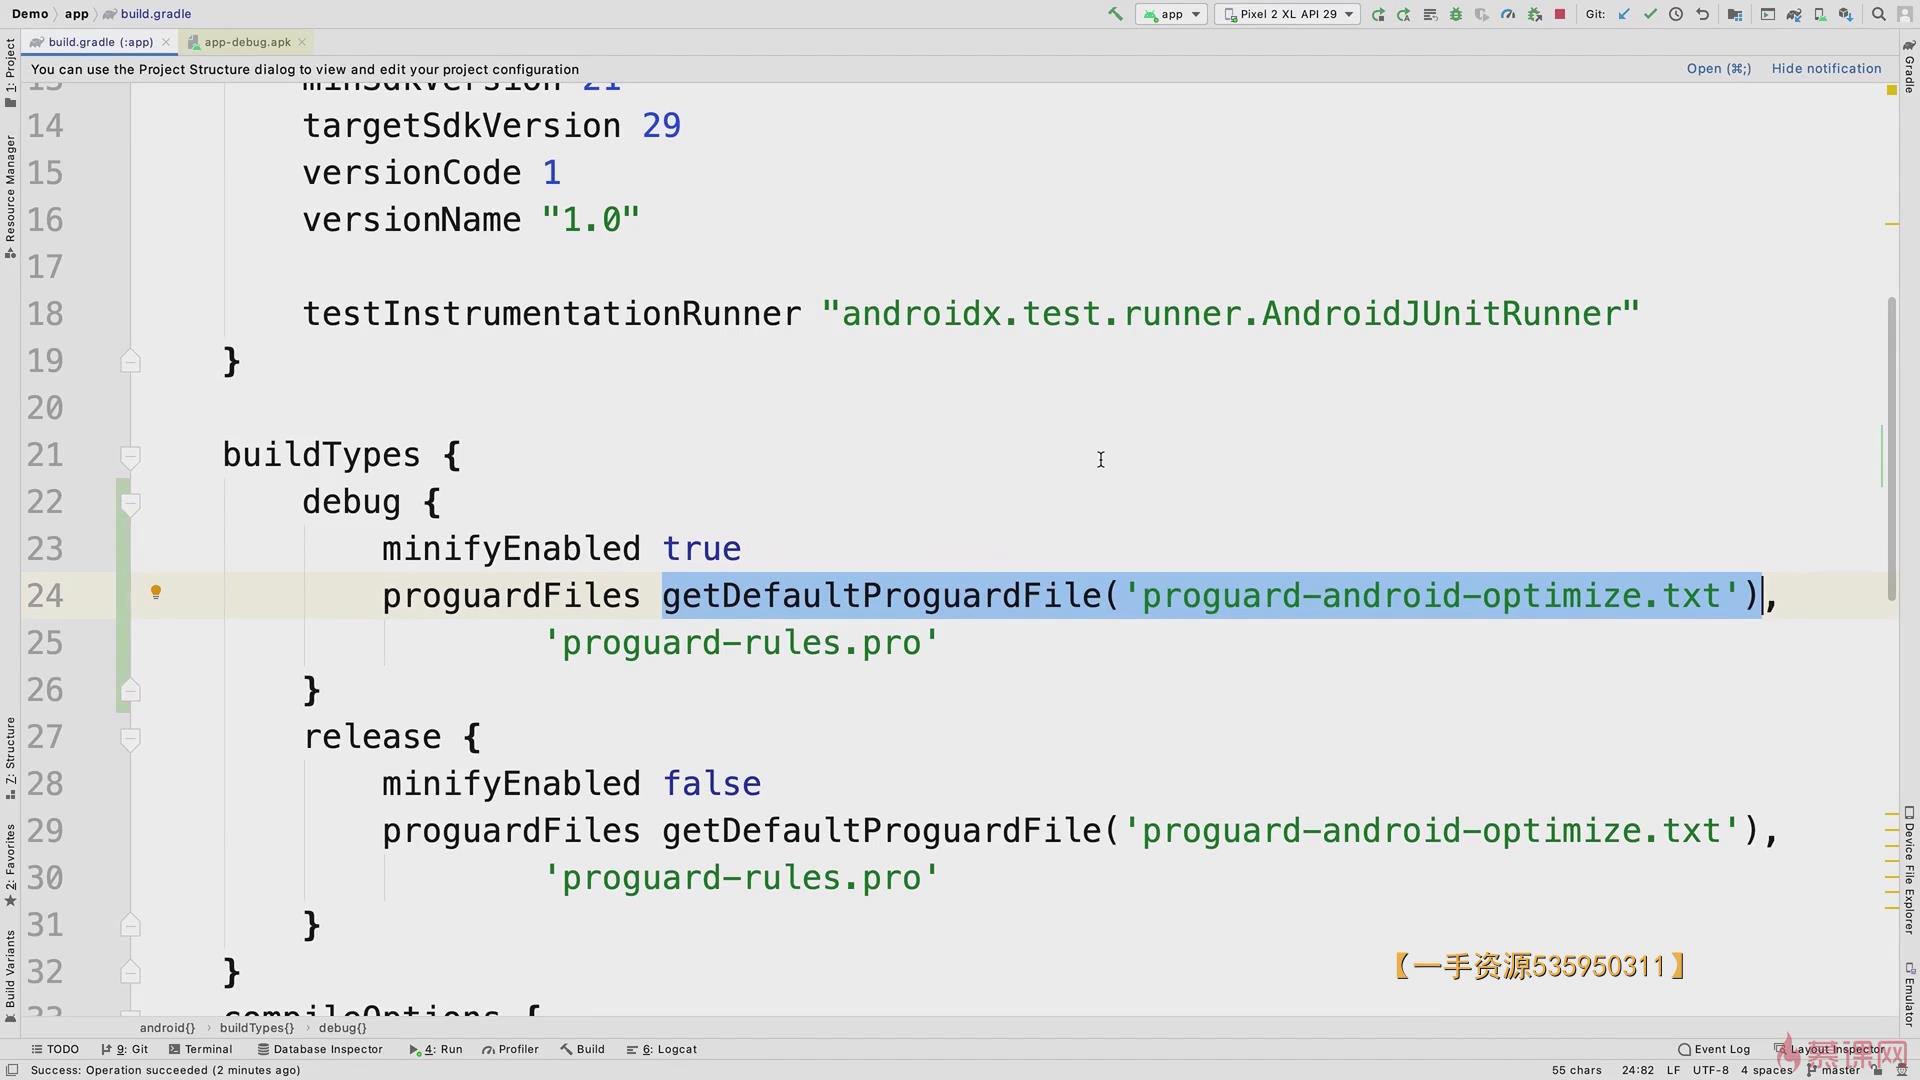 Demo app build.gradle app Pixel 2 XL API 29 Git:
build.gradle (:app) app-debug.apk
You can use the Project Structure dialog to view and edit your project configuration Open (⌘;) Hide notification
13 minSdkVersion 21
14 targetSdkVersion 29
15 versionCode 1
16 versionName "1.0"
17
18 testInstrumentationRunner "androidx.test.runner.AndroidJUnitRunner"
19 }
20
21 buildTypes {
22 debug {
23 minifyEnabled true
24 proguardFiles getDefaultProguardFile('proguard-android-optimize.txt'),
25 'proguard-rules.pro'
26 }
27 release {
28 minifyEnabled false
29 proguardFiles getDefaultProguardFile('proguard-android-optimize.txt'),
30 'proguard-rules.pro'
31 }
32 }
33 compileOptions {
【一手资源535950311】
android{} › buildTypes{} › debug{}
TODO 9: Git Terminal Database Inspector 4: Run Profiler Build 6: Logcat Event Log Layout Inspector
慕课网
Success: Operation succeeded (2 minutes ago) 55 chars 24:82 LF UTF-8 4 spaces master
1: Project
Resource Manager
7: Structure
2: Favorites
Build Variants
Gradle
Device File Explorer
Emulator